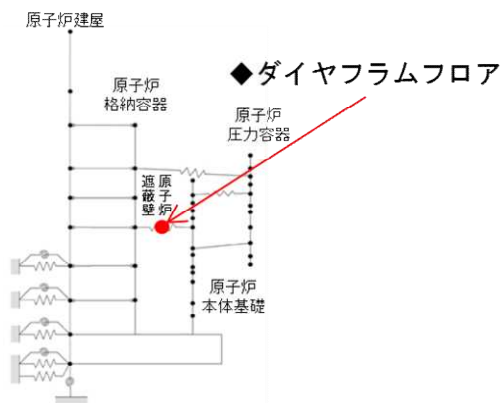 原子炉建屋
◆ダイヤフラムフロア
原子炉
格納容器
原子炉
圧力容器
原子炉
遮蔽壁
原子炉
本体基礎